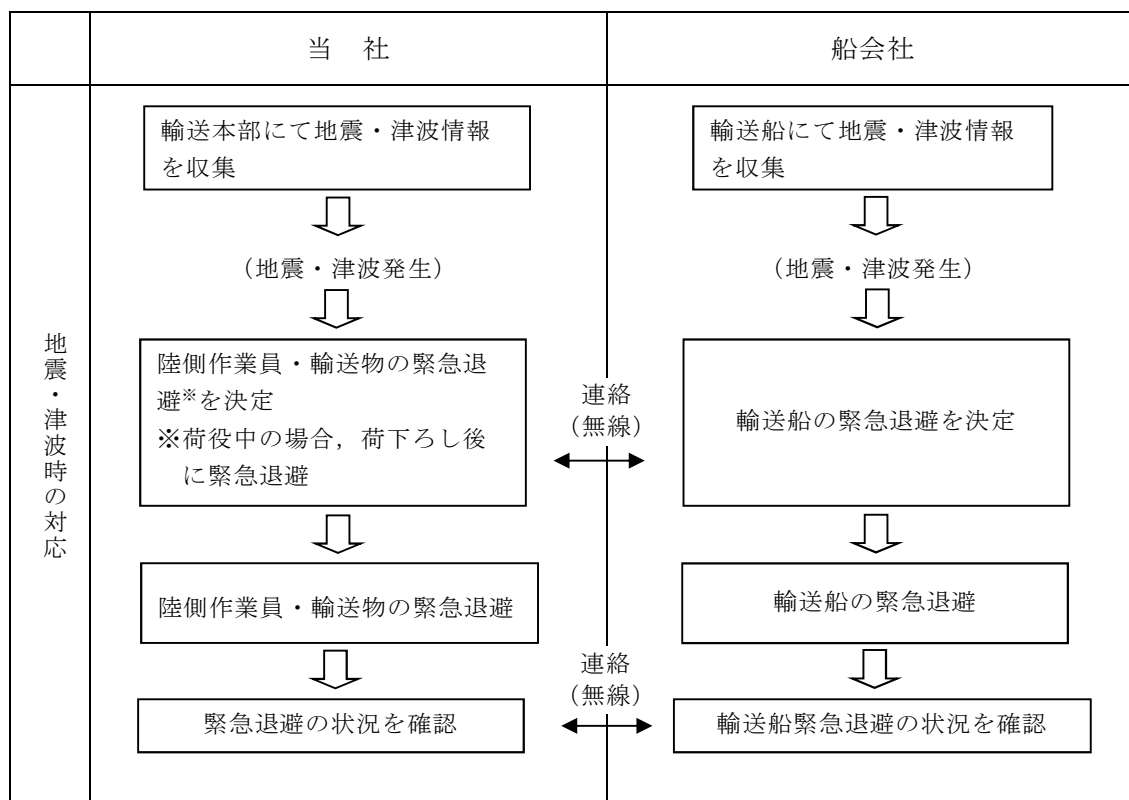 当　社
船会社
地震・津波時の対応
輸送本部にて地震・津波情報
を収集
輸送船にて地震・津波情報
を収集
（地震・津波発生）
（地震・津波発生）
陸側作業員・輸送物の緊急退
避※を決定
※荷役中の場合，荷下ろし後
に緊急退避
連絡
（無線）
輸送船の緊急退避を決定
陸側作業員・輸送物の緊急退避
輸送船の緊急退避
連絡
（無線）
緊急退避の状況を確認
輸送船緊急退避の状況を確認